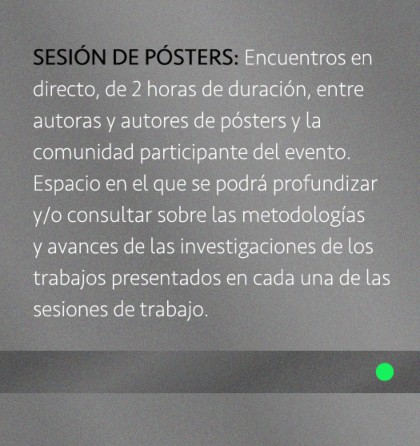 SESIÓN DE PÓSTERS: Encuentros en
directo, de 2 horas de duración, entre
autoras y autores de pósters y la
comunidad participante del evento.
Espacio en el que se podrá profundizar
y/o consultar sobre las metodologías
y avances de las investigaciones de los
trabajos presentados en cada una de las
sesiones de trabajo.